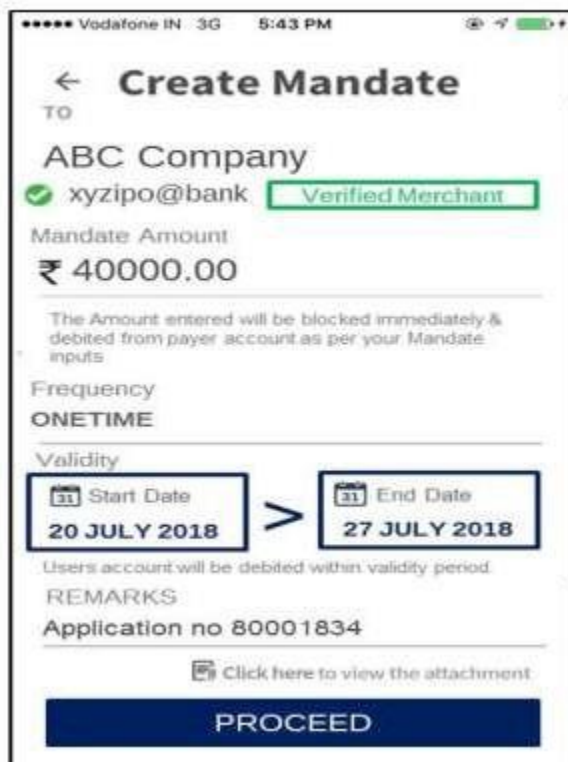 Vodafone IN 3G 5:43 PM
← Create Mandate
TO
ABC Company
xyzipo@bank Verified Merchant
Mandate Amount
₹ 40000.00
The Amount entered will be blocked immediately &
debited from payer account as per your Mandate
inputs
Frequency
ONETIME
Validity
31 Start Date > 31 End Date
20 JULY 2018 27 JULY 2018
Users account will be debited within validity period
REMARKS
Application no 80001834
Click here to view the attachment
PROCEED